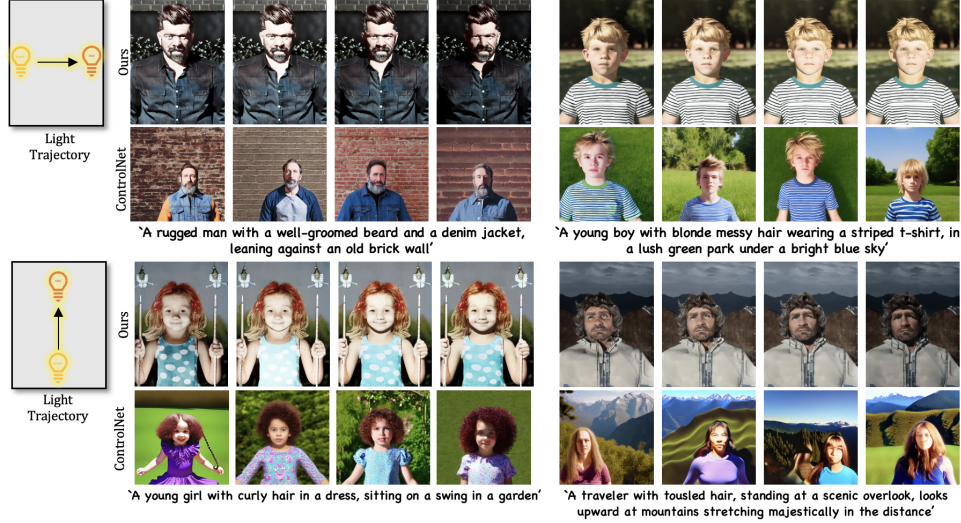 Ours
Light
Trajectory
ControlNet
‘A rugged man with a well-groomed beard and a denim jacket,
leaning against an old brick wall’
‘A young boy with blonde messy hair wearing a striped t-shirt, in
a lush green park under a bright blue sky’
Ours
Light
Trajectory
ControlNet
‘A young girl with curly hair in a dress, sitting on a swing in a garden’
‘A traveler with tousled hair, standing at a scenic overlook, looks
upward at mountains stretching majestically in the distance’